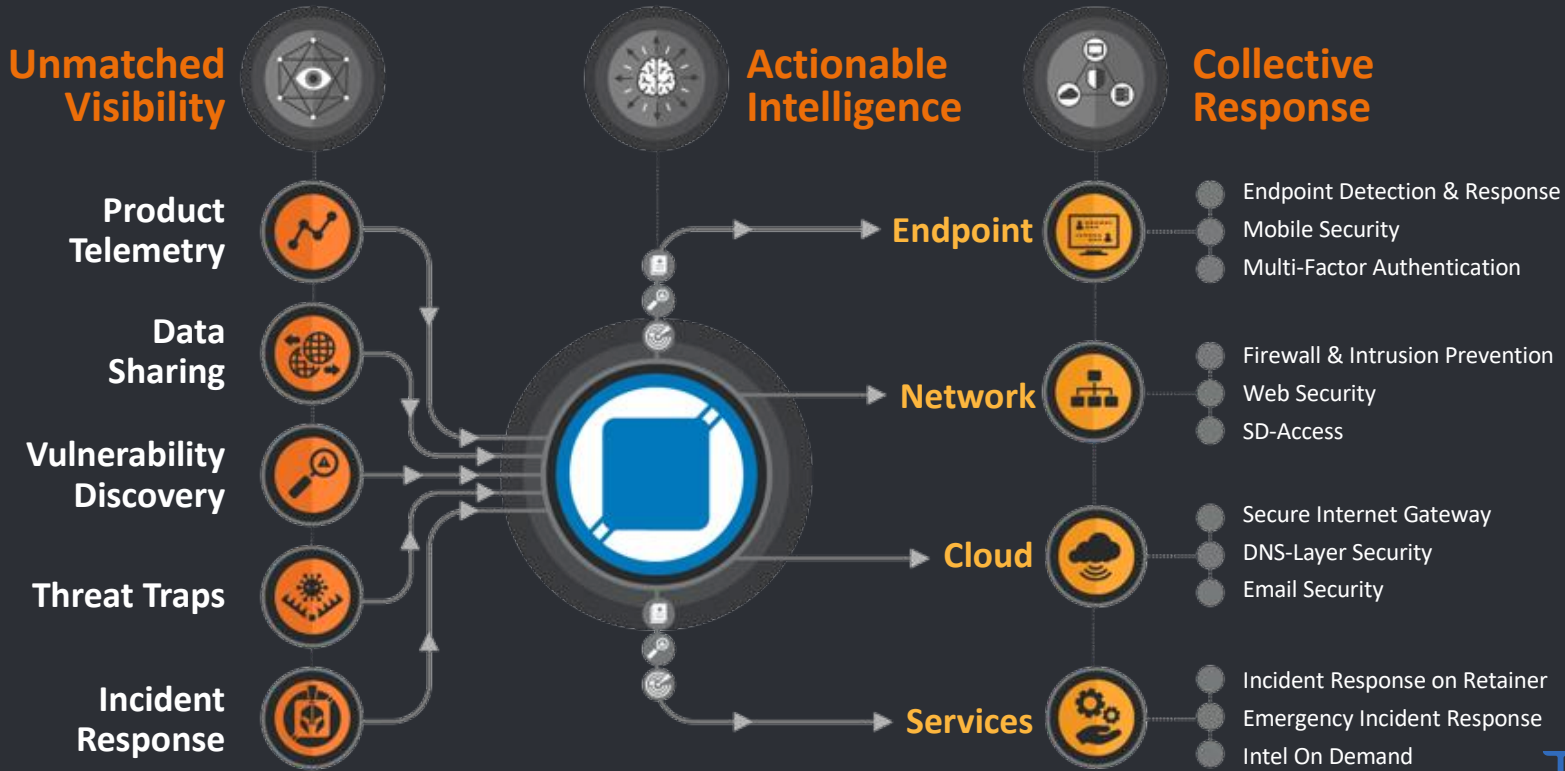 Unmatched
Visibility
Actionable
Intelligence
Collective
Response
Product
Telemetry
Data
Sharing
Vulnerability
Discovery
Threat Traps
Incident
Response
Endpoint
Endpoint Detection & Response
Mobile Security
Multi-Factor Authentication
Network
Firewall & Intrusion Prevention
Web Security
SD-Access
Cloud
Secure Internet Gateway
DNS-Layer Security
Email Security
Services
Incident Response on Retainer
Emergency Incident Response
Intel On Demand